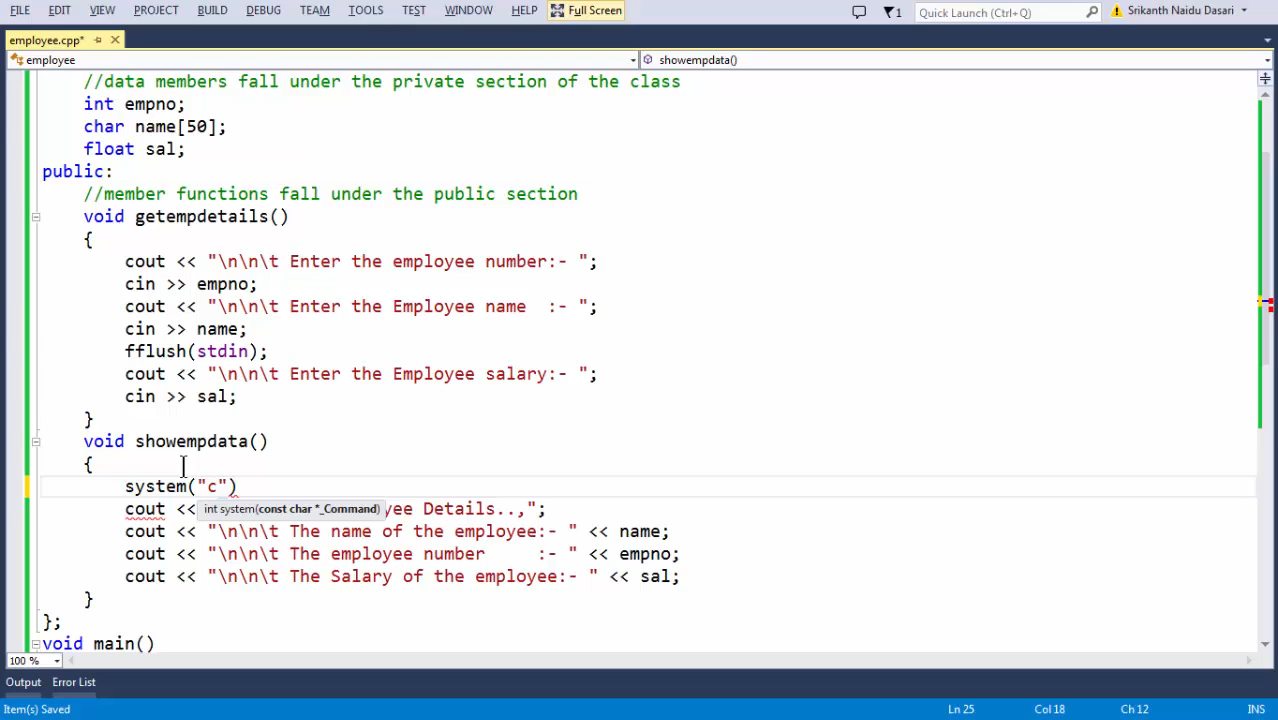 FILE EDIT VIEW PROJECT BUILD DEBUG TEAM TOOLS TEST WINDOW HELP Full Screen 1 Quick Launch (Ctrl+Q) Srikanth Naidu Dasari
employee.cpp*
employee showempdata()
//data members fall under the private section of the class
int empno;
char name[50];
float sal;
public:
//member functions fall under the public section
void getempdetails()
{
cout << "\n\n\t Enter the employee number:- ";
cin >> empno;
cout << "\n\n\t Enter the Employee name  :- ";
cin >> name;
fflush(stdin);
cout << "\n\n\t Enter the Employee salary:- ";
cin >> sal;
}
void showempdata()
{
system("c")
cout << int system(const char *_Command) yee Details..,";
cout << "\n\n\t The name of the employee:- " << name;
cout << "\n\n\t The employee number     :- " << empno;
cout << "\n\n\t The Salary of the employee:- " << sal;
}
};
void main()
100 %
Output Error List
Item(s) Saved Ln 25 Col 18 Ch 12 INS